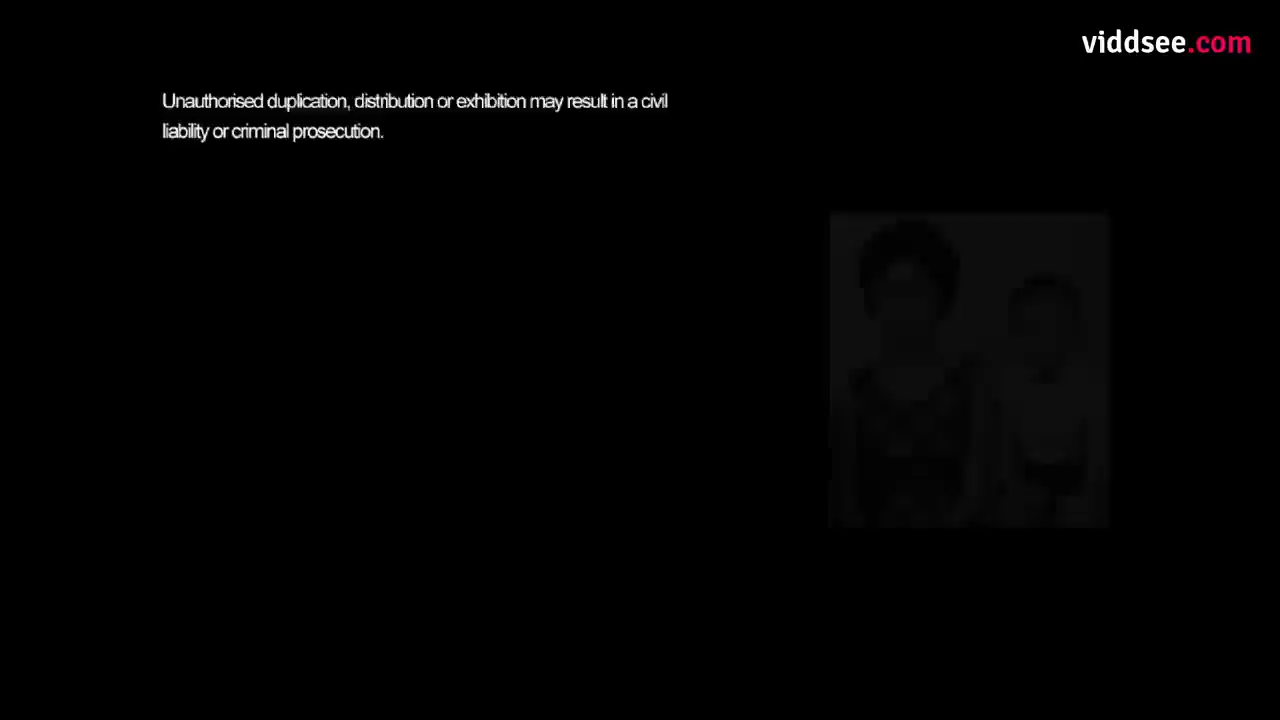 viddsee.com
Unauthorised duplication, distribution or exhibition may result in a civil
liability or criminal prosecution.